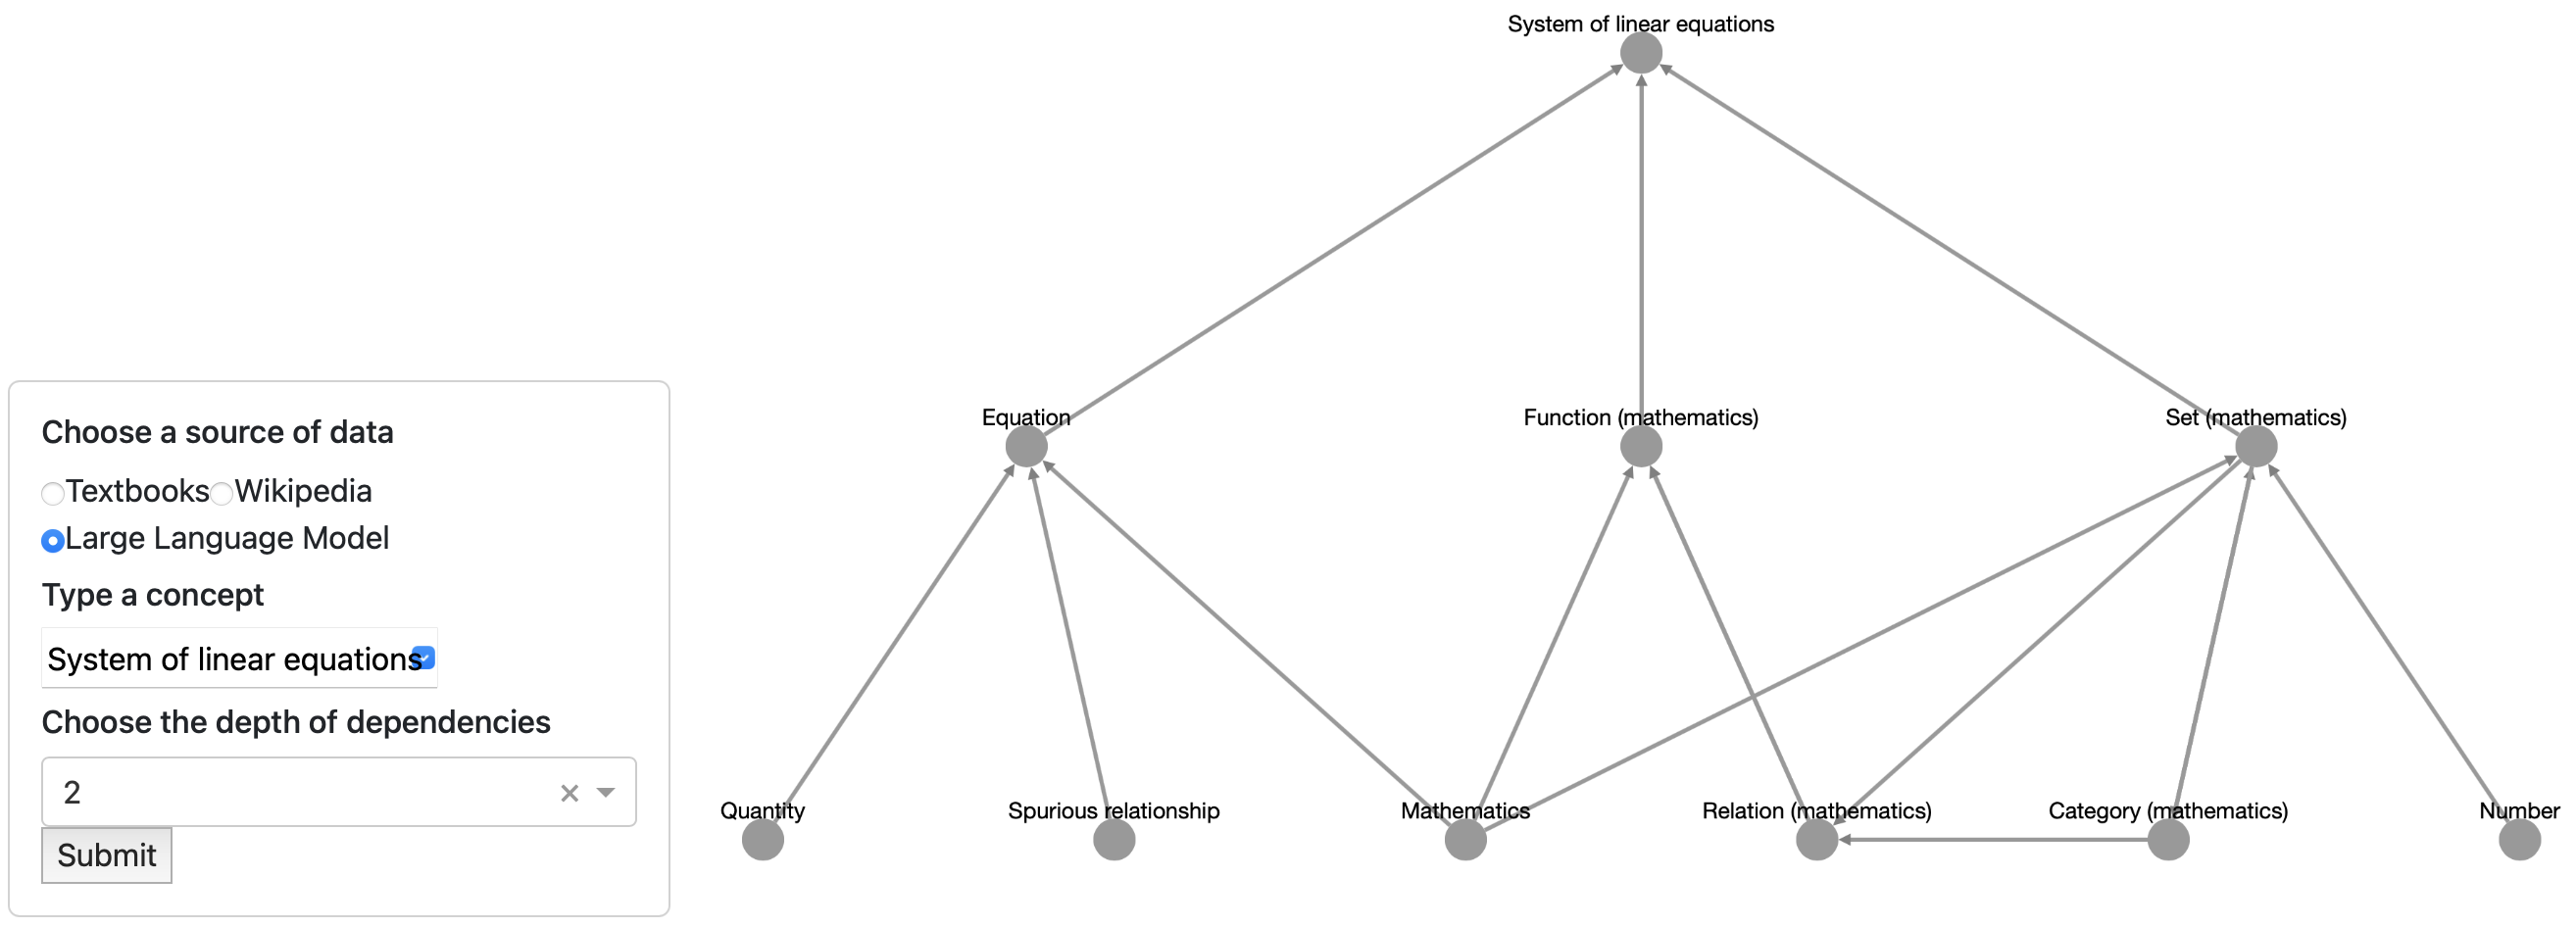 System of linear equations
Equation
Function (mathematics)
Set (mathematics)
Choose a source of data
Textbooks Wikipedia
Large Language Model
Type a concept
System of linear equations
Choose the depth of dependencies
2
Submit
Quantity
Spurious relationship
Mathematics
Relation (mathematics)
Category (mathematics)
Number